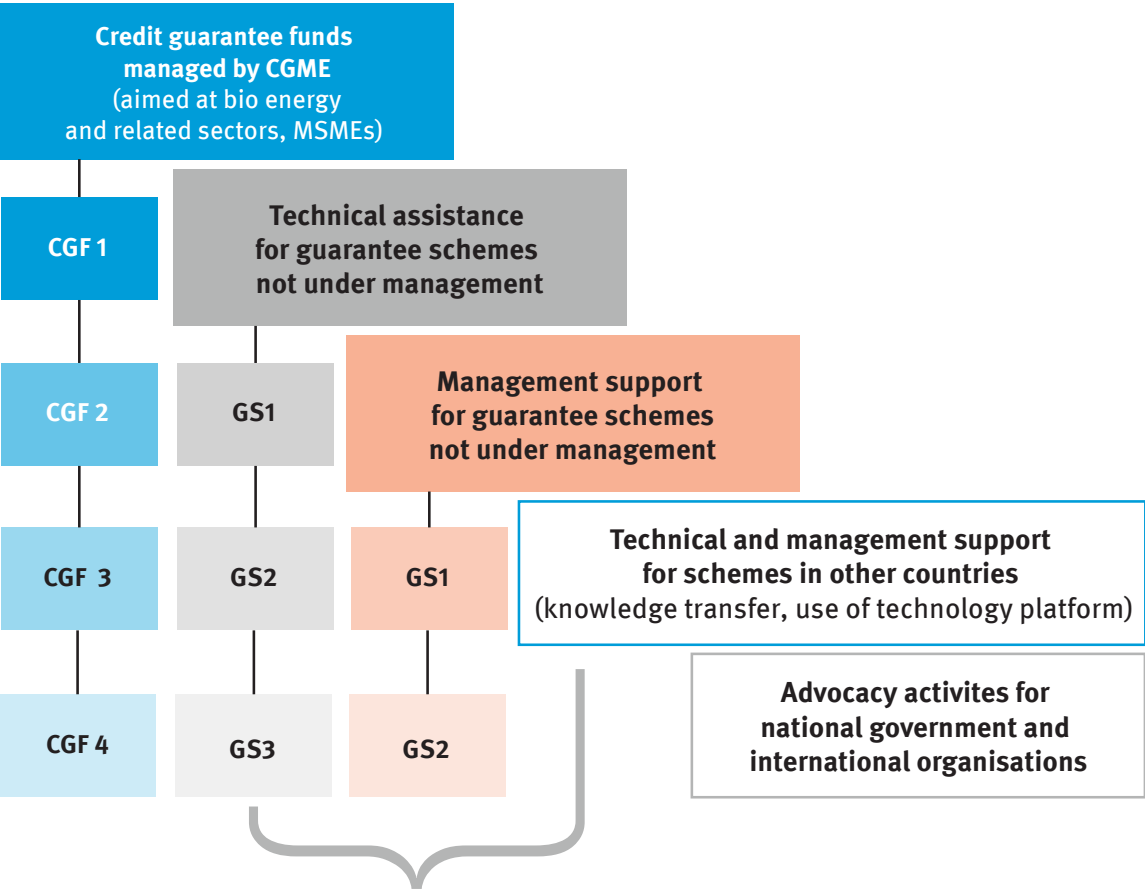 Credit guarantee funds
managed by CGME
(aimed at bio energy
and related sectors, MSMEs)
CGF 1
Technical assistance
for guarantee schemes
not under management
CGF 2
GS1
Management support
for guarantee schemes
not under management
CGF 3
GS2
GS1
Technical and management support
for schemes in other countries
(knowledge transfer, use of technology platform)
CGF 4
GS3
GS2
Advocacy activites for
national government and
international organisations